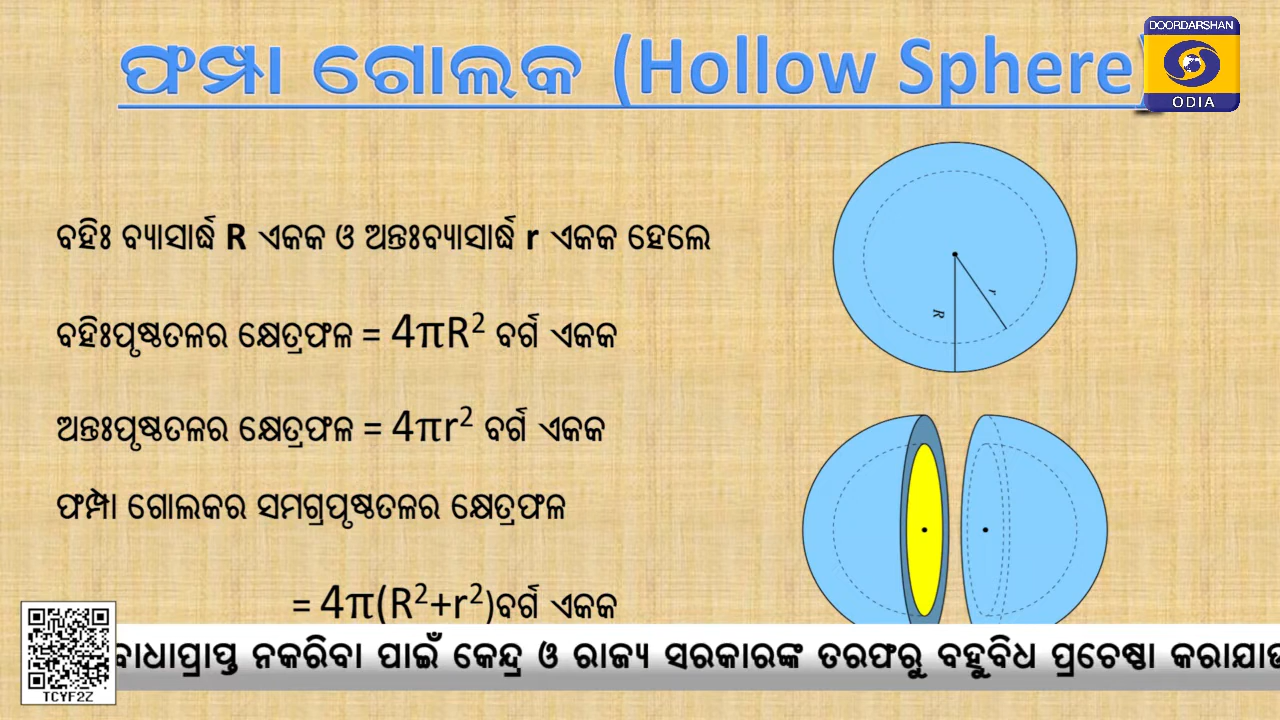 ଫମ୍ପା ଗୋଲକ (Hollow Sphere)
DOORDARSHAN
ODIA
ବହିଃ ବ୍ୟାସାର୍ଦ୍ଧ R ଏକକ ଓ ଅନ୍ତଃବ୍ୟାସାର୍ଦ୍ଧ r ଏକକ ହେଲେ
ବହିଃପୃଷ୍ଠତଳର କ୍ଷେତ୍ରଫଳ = 4πR² ବର୍ଗ ଏକକ
ଅନ୍ତଃପୃଷ୍ଠତଳର କ୍ଷେତ୍ରଫଳ = 4πr² ବର୍ଗ ଏକକ
ଫମ୍ପା ଗୋଲକର ସମଗ୍ରପୃଷ୍ଠତଳର କ୍ଷେତ୍ରଫଳ
= 4π(R²+r²)ବର୍ଗ ଏକକ
r
R
ବାଧାପ୍ରାପ୍ତ ନକରିବା ପାଇଁ କେନ୍ଦ୍ର ଓ ରାଜ୍ୟ ସରକାରଙ୍କ ତରଫରୁ ବହୁବିଧ ପ୍ରଚେଷ୍ଠା
TCYF2Z